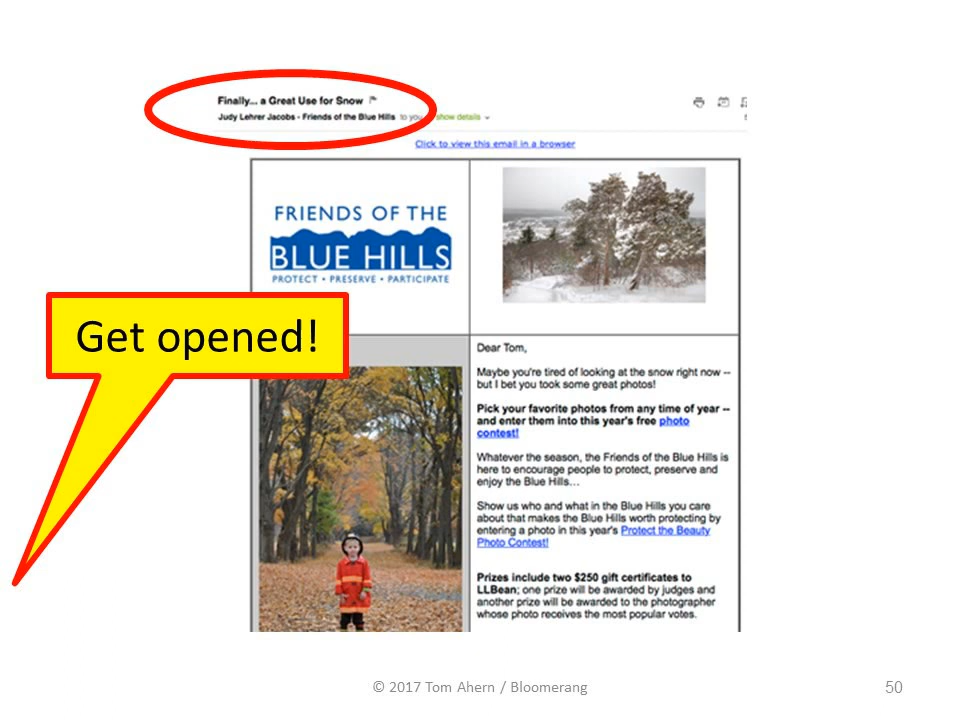 Finally... a Great Use for Snow
Judy Lehrer Jacobs - Friends of the Blue Hills to you show details
Click to view this email in a browser
FRIENDS OF THE
BLUE HILLS
PROTECT • PRESERVE • PARTICIPATE
Get opened!
Dear Tom,
Maybe you're tired of looking at the snow right now --
but I bet you took some great photos!
Pick your favorite photos from any time of year --
and enter them into this year's free photo
contest!
Whatever the season, the Friends of the Blue Hills is
here to encourage people to protect, preserve and
enjoy the Blue Hills...
Show us who and what in the Blue Hills you care
about that makes the Blue Hills worth protecting by
entering a photo in this year's Protect the Beauty
Photo Contest!
Prizes include two $250 gift certificates to
LLBean; one prize will be awarded by judges and
another prize will be awarded to the photographer
whose photo receives the most popular votes.
© 2017 Tom Ahern / Bloomerang
50